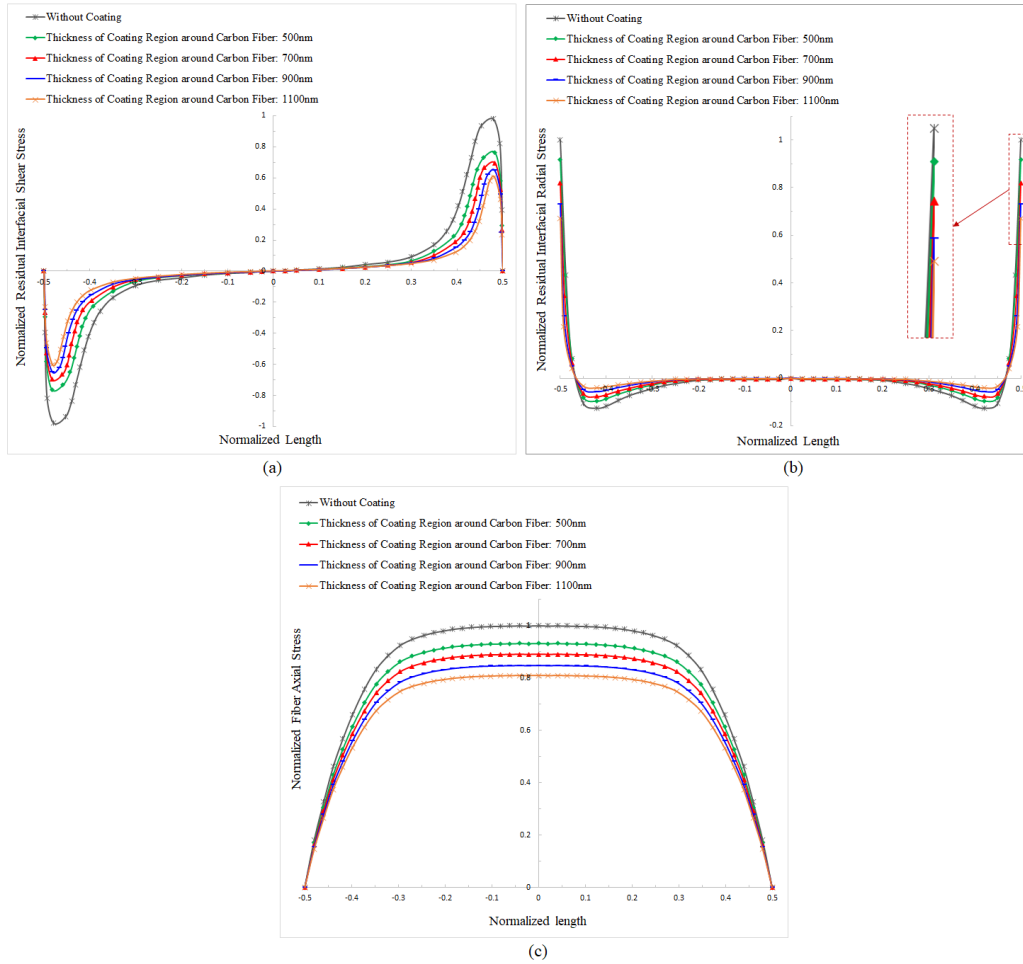 (a)
Without Coating
Thickness of Coating Region around Carbon Fiber: 500nm
Thickness of Coating Region around Carbon Fiber: 700nm
Thickness of Coating Region around Carbon Fiber: 900nm
Thickness of Coating Region around Carbon Fiber: 1100nm
Normalized Residual Interfacial Shear Stress
1
0.8
0.6
0.4
0.2
0
-0.2
-0.4
-0.6
-0.8
-1
-0.5 -0.4 -0.3 -0.2 -0.1 0 0.1 0.2 0.3 0.4 0.5
Normalized Length
(a)
(b)
Without Coating
Thickness of Coating Region around Carbon Fiber: 500nm
Thickness of Coating Region around Carbon Fiber: 700nm
Thickness of Coating Region around Carbon Fiber: 900nm
Thickness of Coating Region around Carbon Fiber: 1100nm
Normalized Residual Interfacial Radial Stress
1
0.8
0.6
0.4
0.2
0
-0.2
-0.5 -0.4 -0.3 -0.2 -0.1 0 0.1 0.2 0.3 0.4
Normalized Length
(b)
Without Coating
Thickness of Coating Region around Carbon Fiber: 500nm
Thickness of Coating Region around Carbon Fiber: 700nm
Thickness of Coating Region around Carbon Fiber: 900nm
Thickness of Coating Region around Carbon Fiber: 1100nm
Normalized Fiber Axial Stress
1
0.8
0.6
0.4
0.2
0
-0.5 -0.4 -0.3 -0.2 -0.1 0 0.1 0.2 0.3 0.4 0.5
Normalized length
(c)